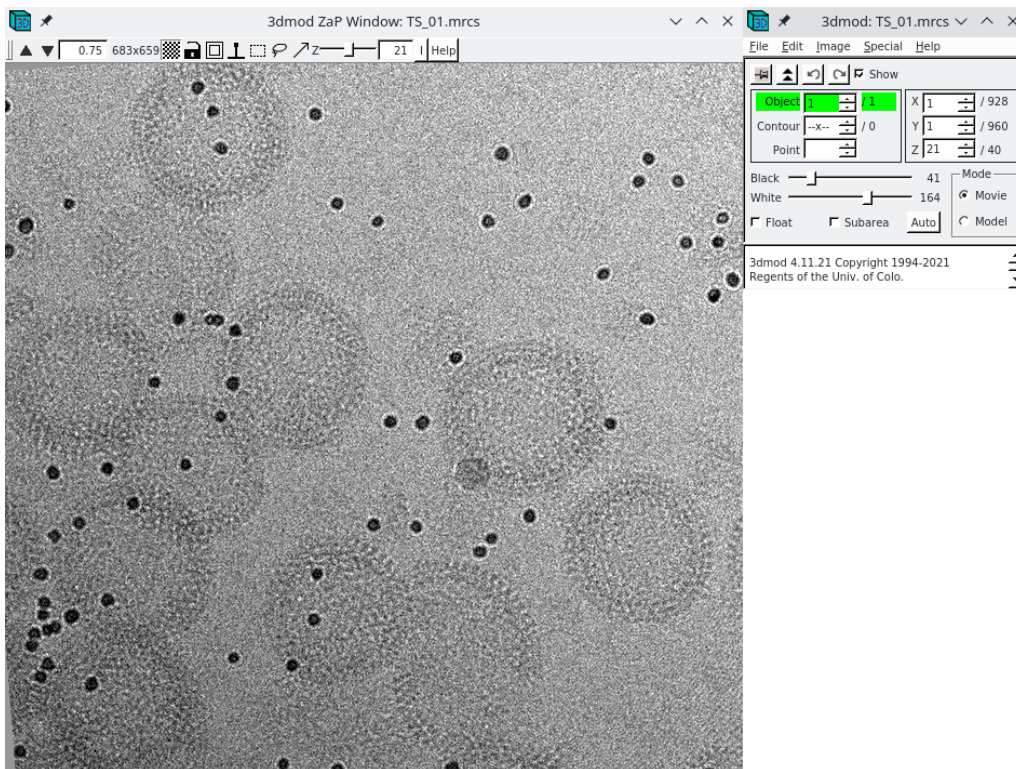 3dmod ZaP Window: TS_01.mrcs
0.75 683x659 Z 21 I Help
3dmod: TS_01.mrcs
File Edit Image Special Help
Show
Object 1 / 1 X 1 / 928
Contour --x-- / 0 Y 1 / 960
Point Z 21 / 40
Black 41 Mode
White 164 Movie
Float Subarea Auto Model
3dmod 4.11.21 Copyright 1994-2021
Regents of the Univ. of Colo.